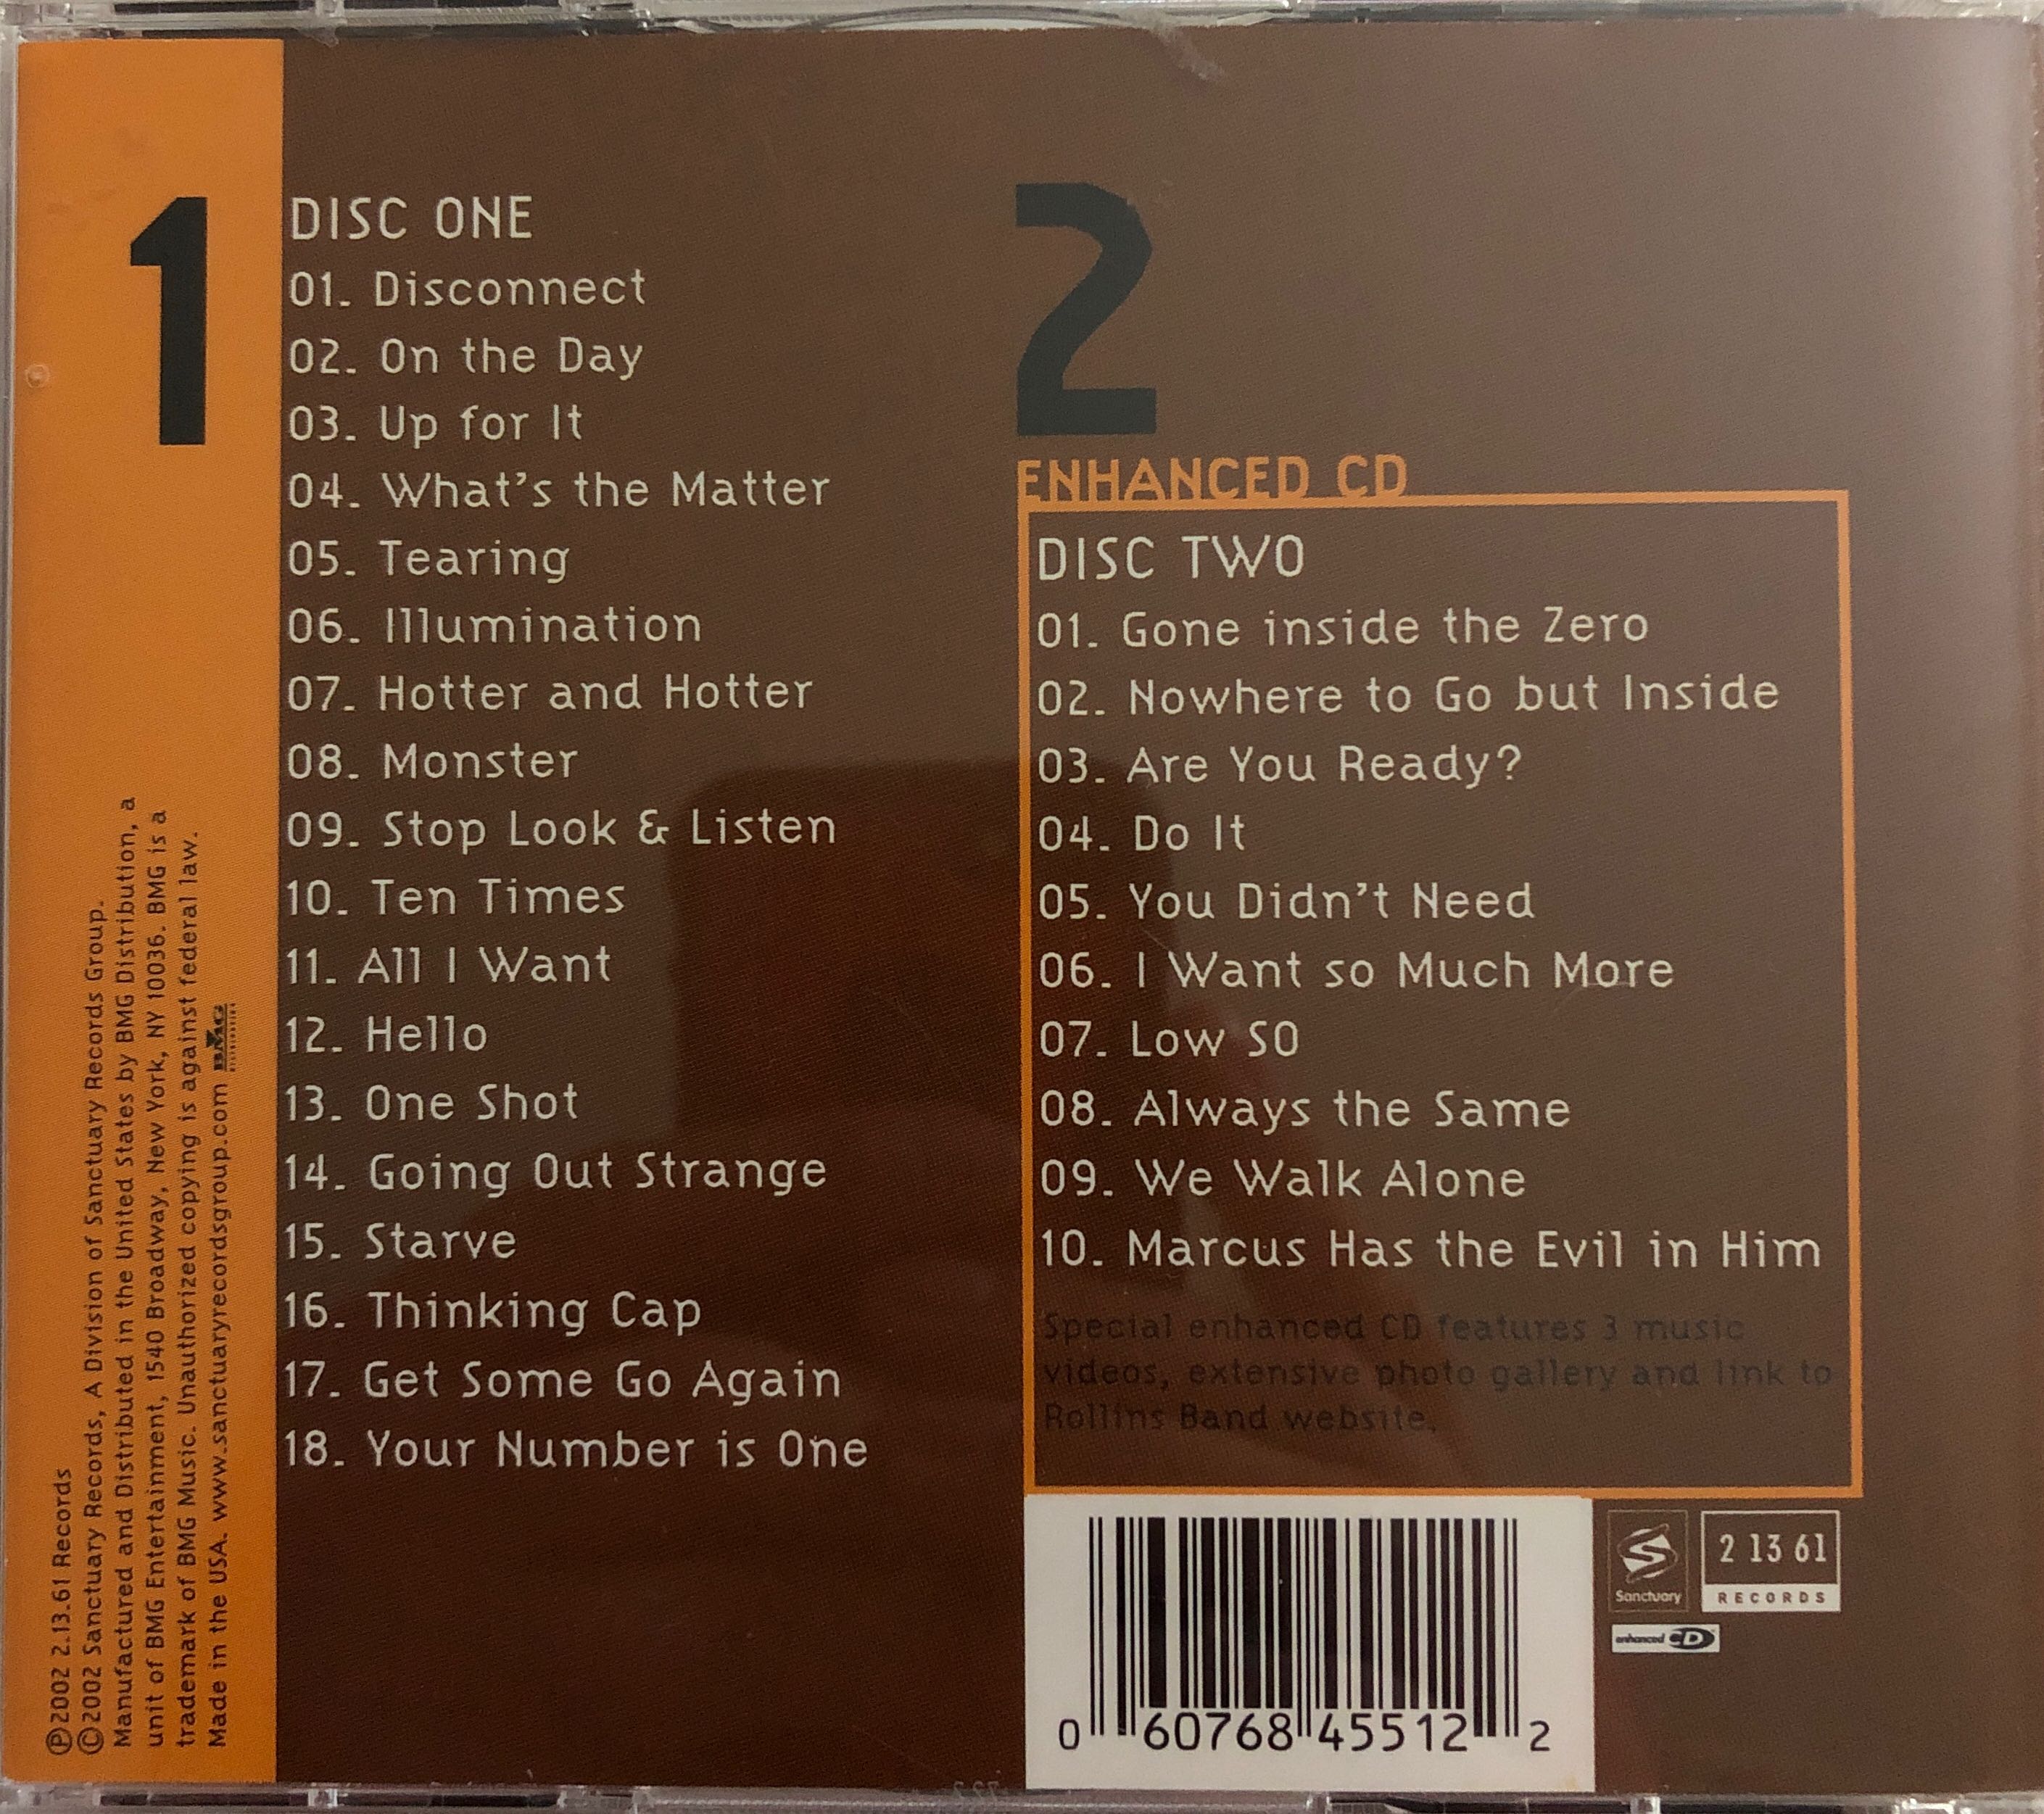 1
DISC ONE
01. Disconnect
02. On the Day
03. Up for It
04. What's the Matter
05. Tearing
06. Illumination
07. Hotter and Hotter
08. Monster
09. Stop Look & Listen
10. Ten Times
11. All I Want
12. Hello
13. One Shot
14. Going Out Strange
15. Starve
16. Thinking Cap
17. Get Some Go Again
18. Your Number is One
2
ENHANCED CD
DISC TWO
01. Gone inside the Zero
02. Nowhere to Go but Inside
03. Are You Ready?
04. Do It
05. You Didn't Need
06. I Want so Much More
07. Low SO
08. Always the Same
09. We Walk Alone
10. Marcus Has the Evil in Him
Special enhanced CD features 3 music
videos, extensive photo gallery and link to
Rollins Band website.
0 60768 45512 2
Sanctuary
2 13 61
RECORDS
enhanced CD
Ⓟ2002 2.13.61 Records
©2002 Sanctuary Records, A Division of Sanctuary Records Group.
Manufactured and Distributed in the United States by BMG Distribution, a
unit of BMG Entertainment, 1540 Broadway, New York, NY 10036. BMG is a
trademark of BMG Music. Unauthorized copying is against federal law.
Made in the USA. www.sanctuaryrecordsgroup.com BMG